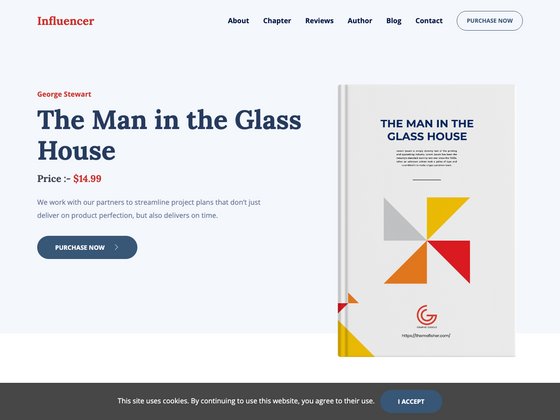 Influencer
About
Chapter
Reviews
Author
Blog
Contact
PURCHASE NOW
George Stewart
The Man in the Glass
House
Price :- $14.99
We work with our partners to streamline project plans that don't just
deliver on product perfection, but also delivers on time.
PURCHASE NOW
THE MAN IN THE
GLASS HOUSE
https://themefisher.com/
This site uses cookies. By continuing to use this website, you agree to their use.
I ACCEPT